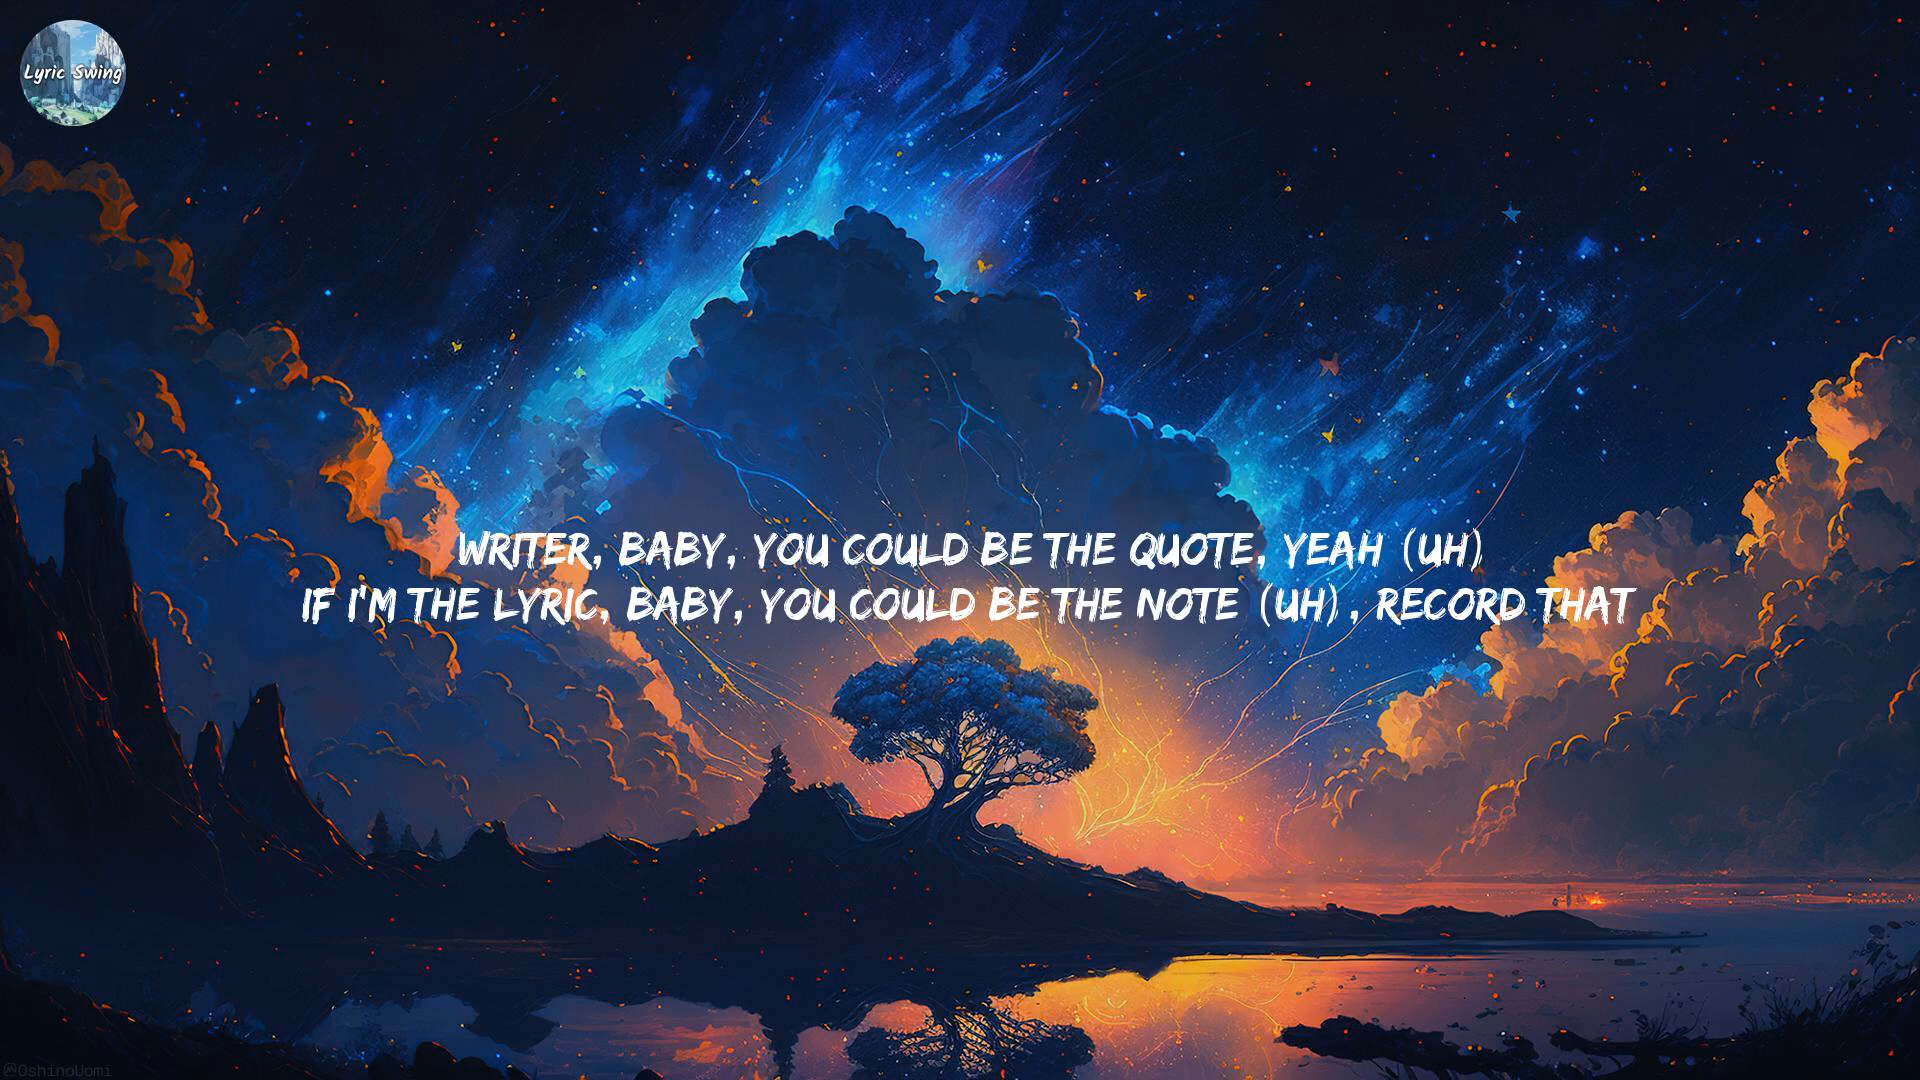 Lyric Swing
WRITER, BABY, YOU COULD BE THE QUOTE, YEAH (UH)
IF I'M THE LYRIC, BABY, YOU COULD BE THE NOTE (UH), RECORD THAT
@OshinoUomi